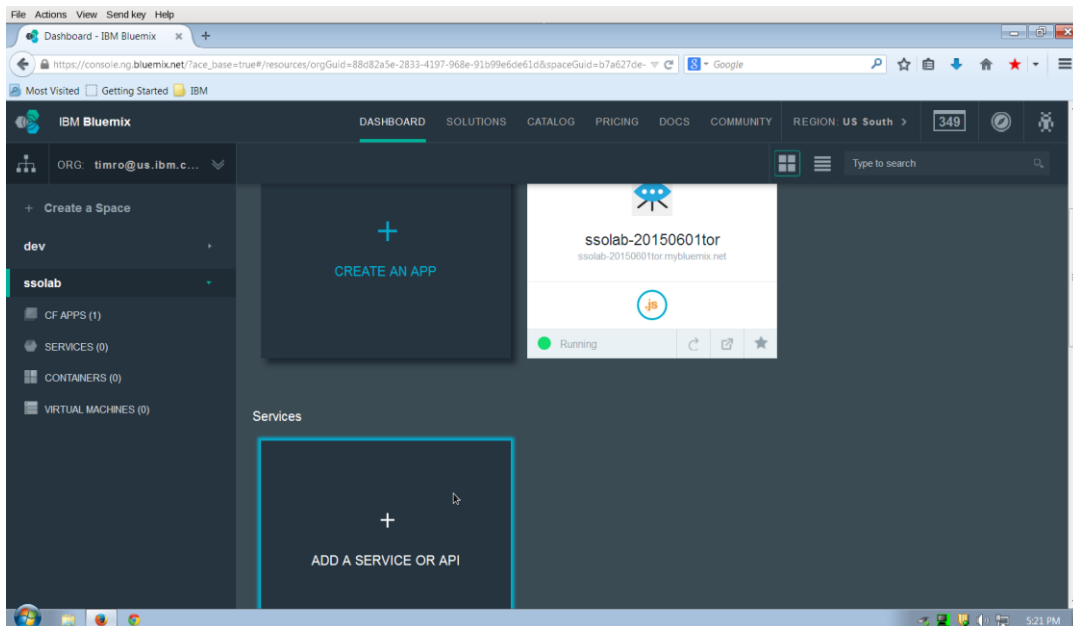 File Actions View Send key Help
Dashboard - IBM Bluemix
https://console.ng.bluemix.net/?ace_base=true#/resources/orgGuid=88d82a5e-2833-4197-968e-91b99e6de61d&spaceGuid=b7a627de- Google
Most Visited Getting Started IBM
IBM Bluemix DASHBOARD SOLUTIONS CATALOG PRICING DOCS COMMUNITY REGION: US South > 349
ORG: timro@us.ibm.c... Type to search
+ Create a Space
dev
ssolab
CF APPS (1)
SERVICES (0)
CONTAINERS (0)
VIRTUAL MACHINES (0)
+
CREATE AN APP
ssolab-20150601tor
ssolab-20150601tor.mybluemix.net
.js
Running
Services
+
ADD A SERVICE OR API
5:21 PM